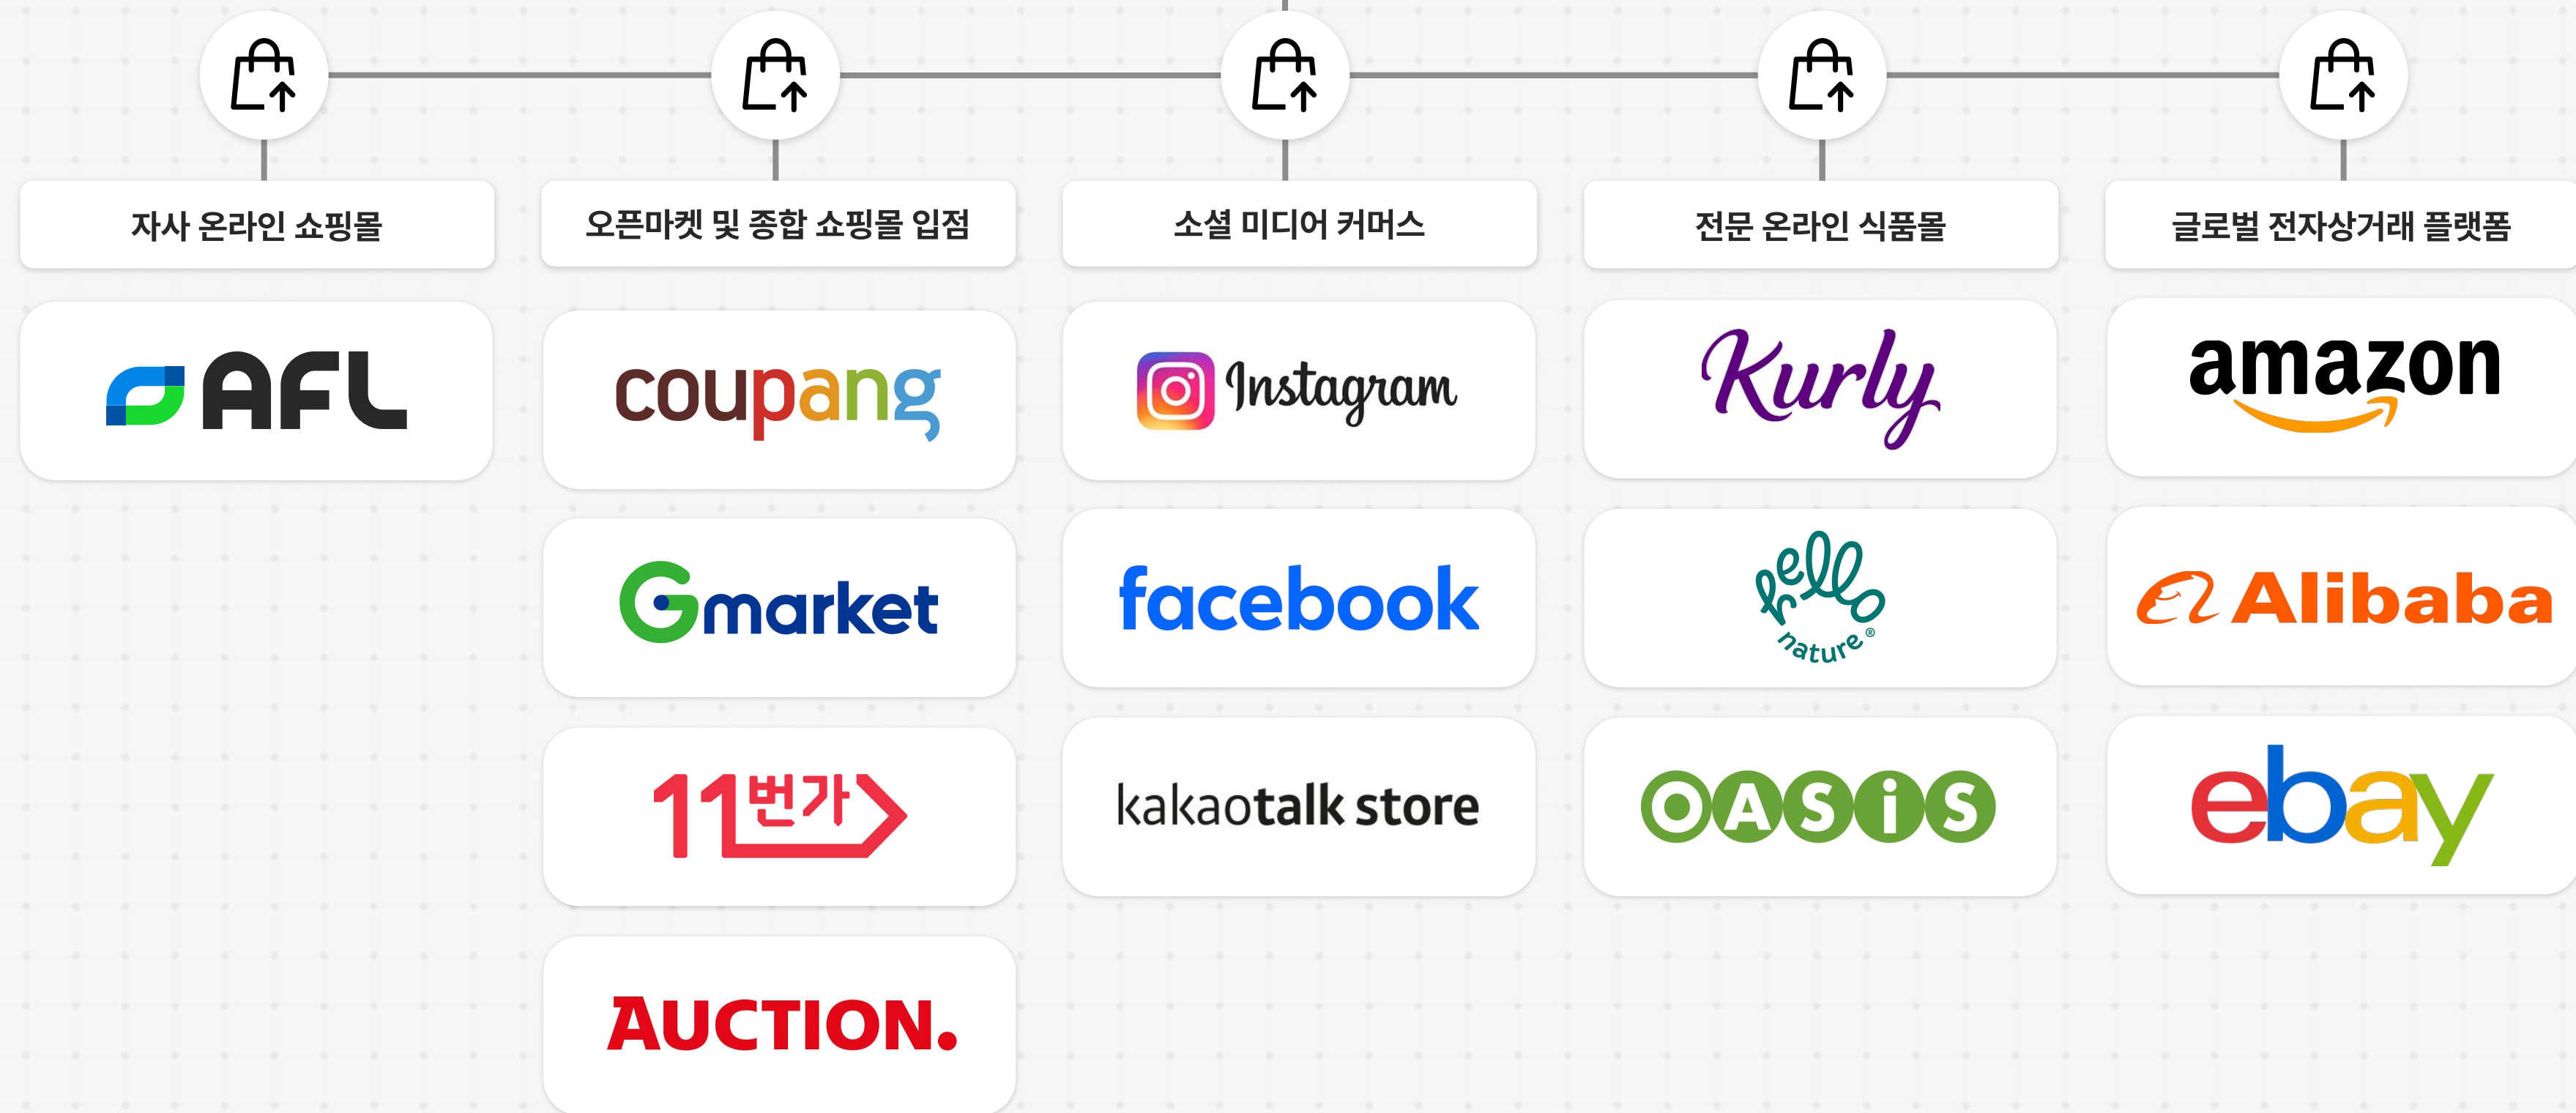 자사 온라인 쇼핑몰
AFL
오픈마켓 및 종합 쇼핑몰 입점
coupang
Gmarket
11번가
AUCTION.
소셜 미디어 커머스
Instagram
facebook
kakaotalk store
전문 온라인 식품몰
Kurly
hello
nature®
OASiS
글로벌 전자상거래 플랫폼
amazon
Alibaba
ebay